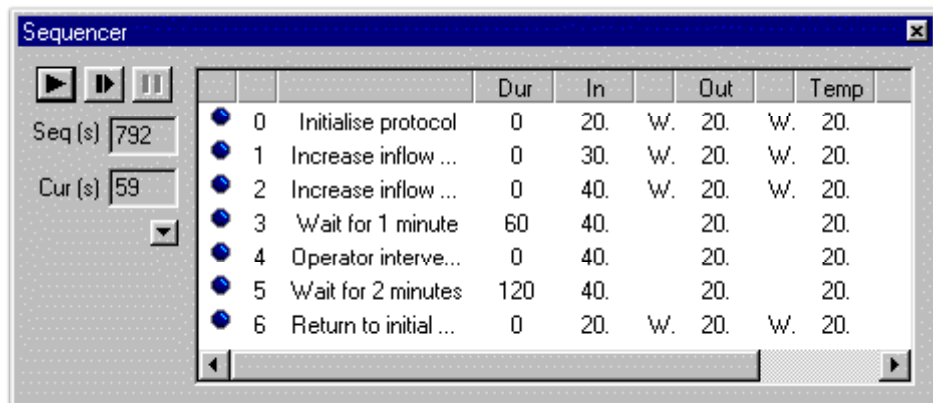 Sequencer
Seq (s) 792
Cur (s) 59
Dur In Out Temp
0 Initialise protocol 0 20. W. 20. W. 20.
1 Increase inflow ... 0 30. W. 20. W. 20.
2 Increase inflow ... 0 40. W. 20. W. 20.
3 Wait for 1 minute 60 40. 20. 20.
4 Operator interve... 0 40. 20. 20.
5 Wait for 2 minutes 120 40. 20. 20.
6 Return to initial ... 0 20. W. 20. W. 20.